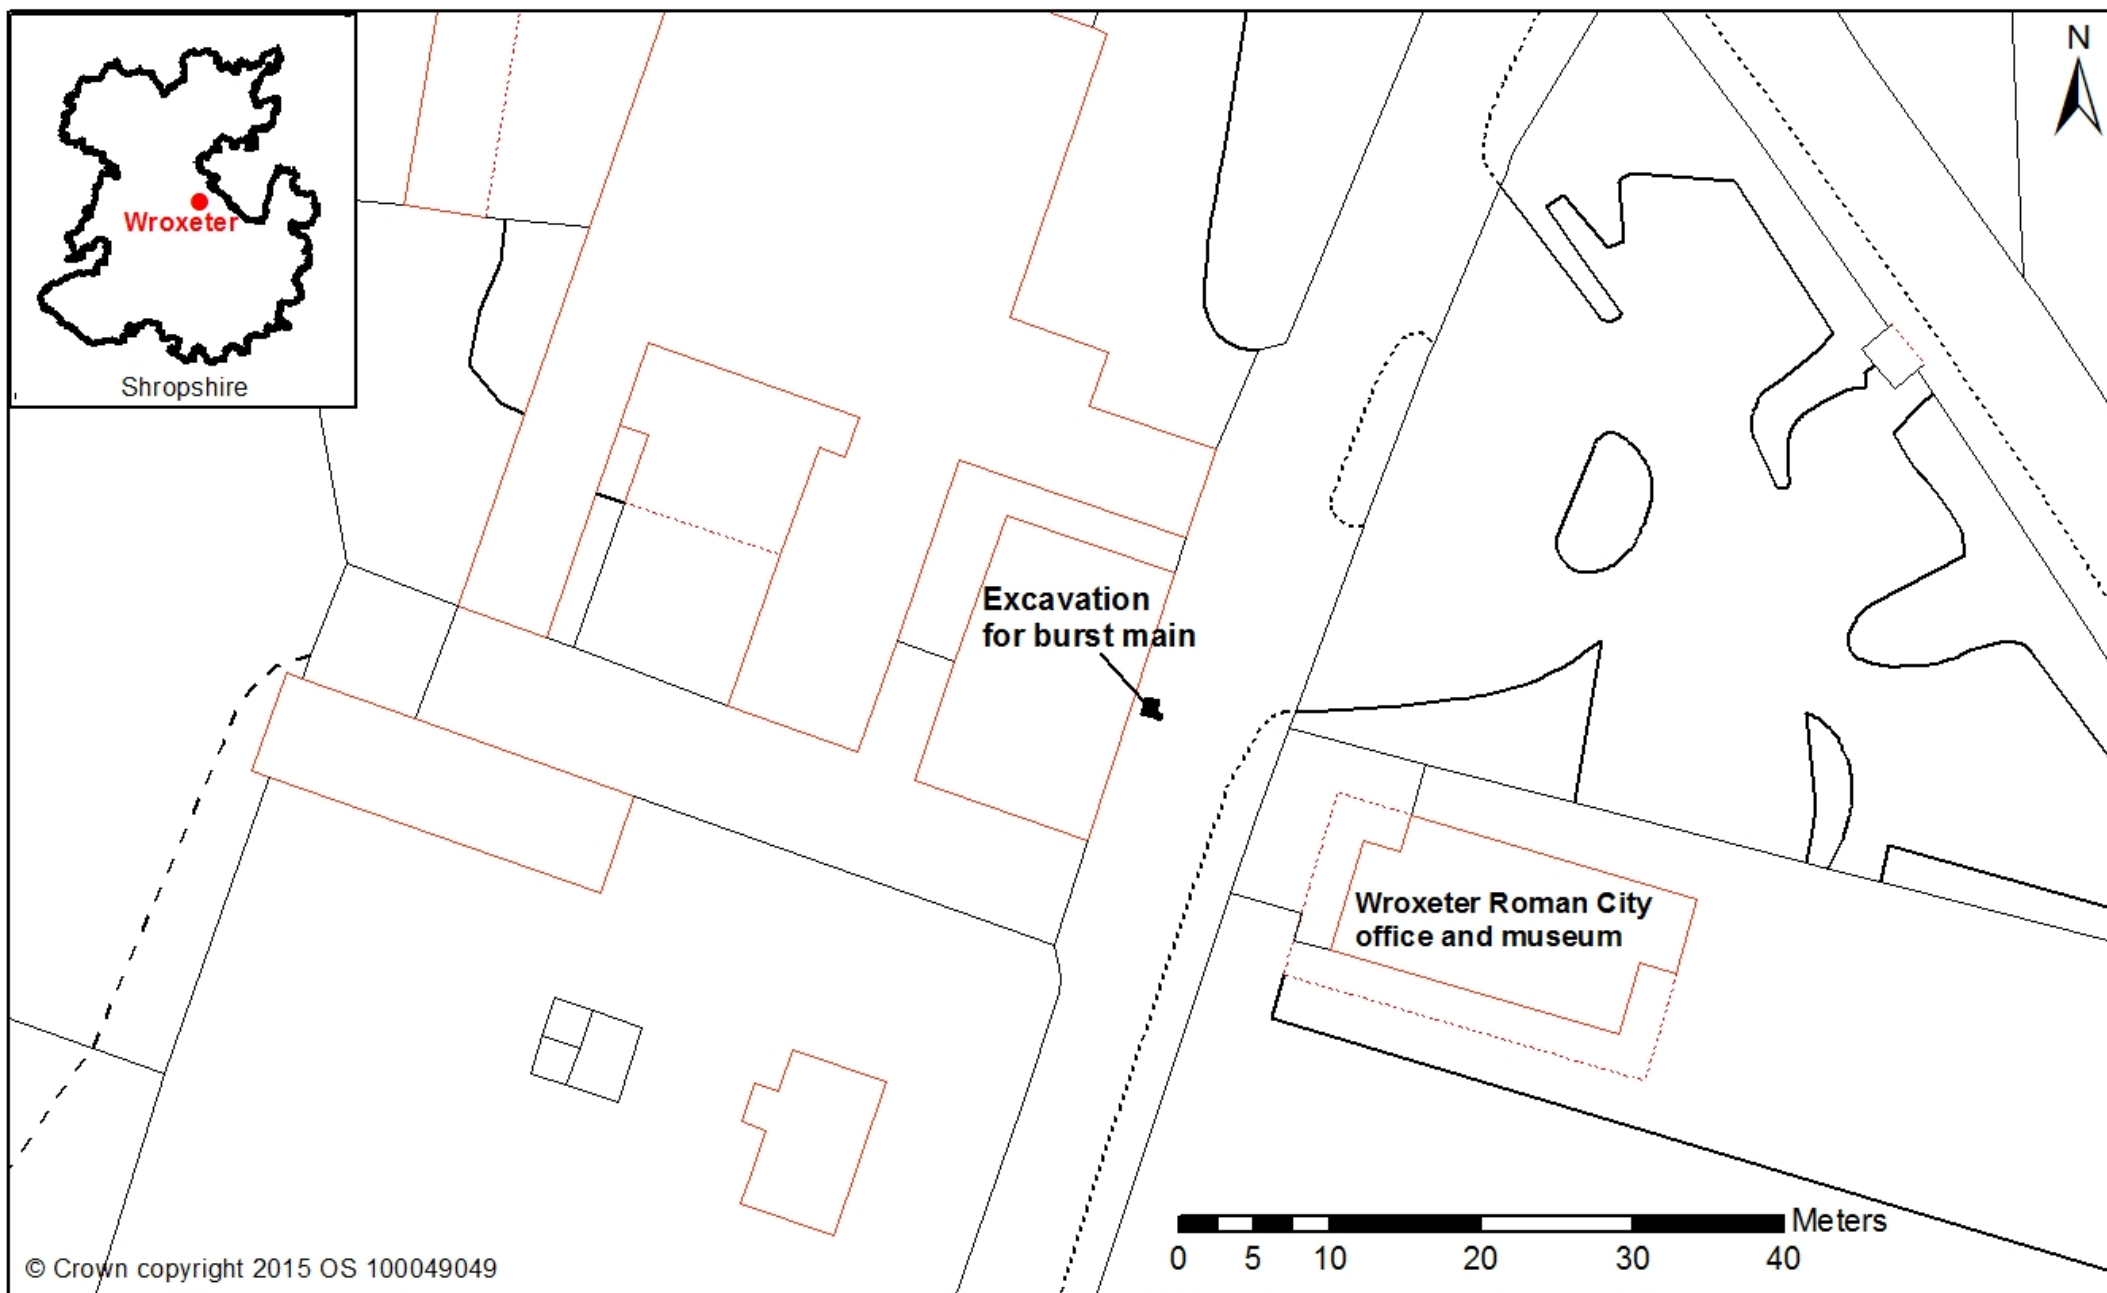 N
Wroxeter
Shropshire
Excavation
for burst main
Wroxeter Roman City
office and museum
Meters
0 5 10 20 30 40
© Crown copyright 2015 OS 100049049